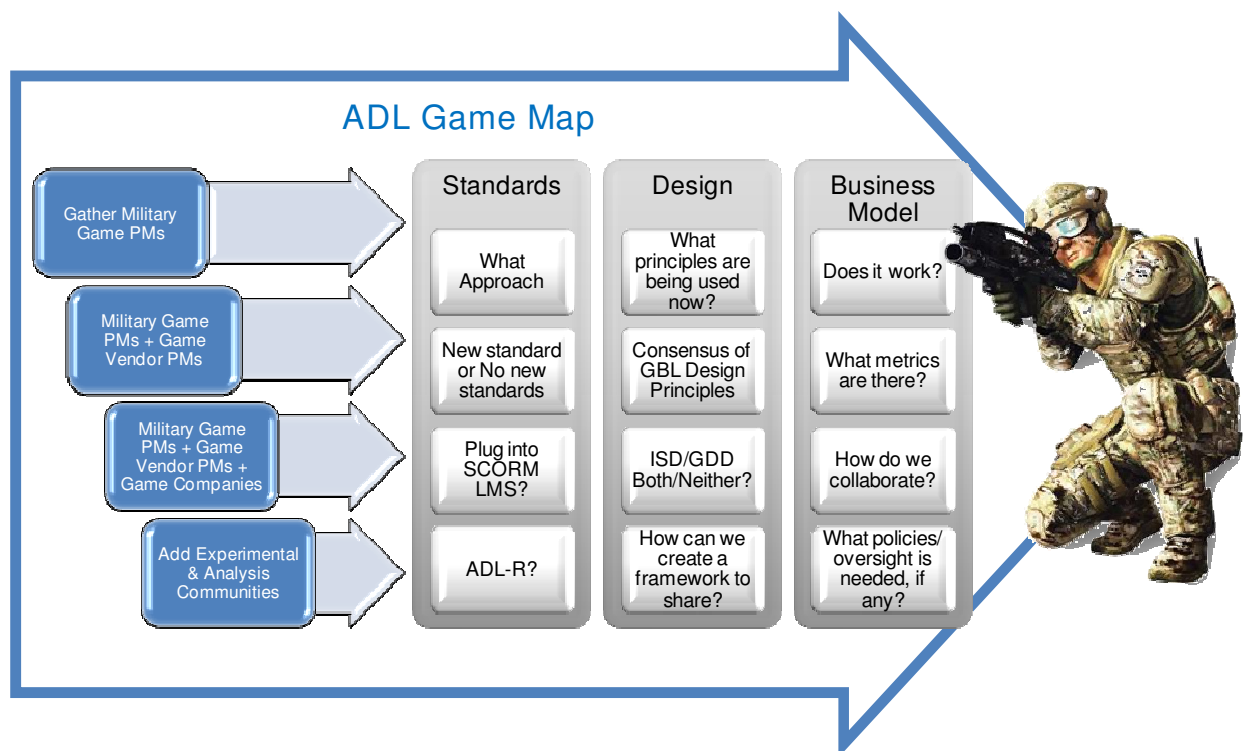 ADL Game Map
Gather Military
Game PMs
Military Game
PMs + Game
Vendor PMs
Military Game
PMs + Game
Vendor PMs +
Game Companies
Add Experimental
& Analysis
Communities
Standards
What
Approach
New standard
or No new
standards
Plug into
SCORM
LMS?
ADL-R?
Design
What
principles are
being used
now?
Consensus of
GBL Design
Principles
ISD/GDD
Both/Neither?
How can we
create a
framework to
share?
Business
Model
Does it work?
What metrics
are there?
How do we
collaborate?
What policies/
oversight is
needed, if
any?